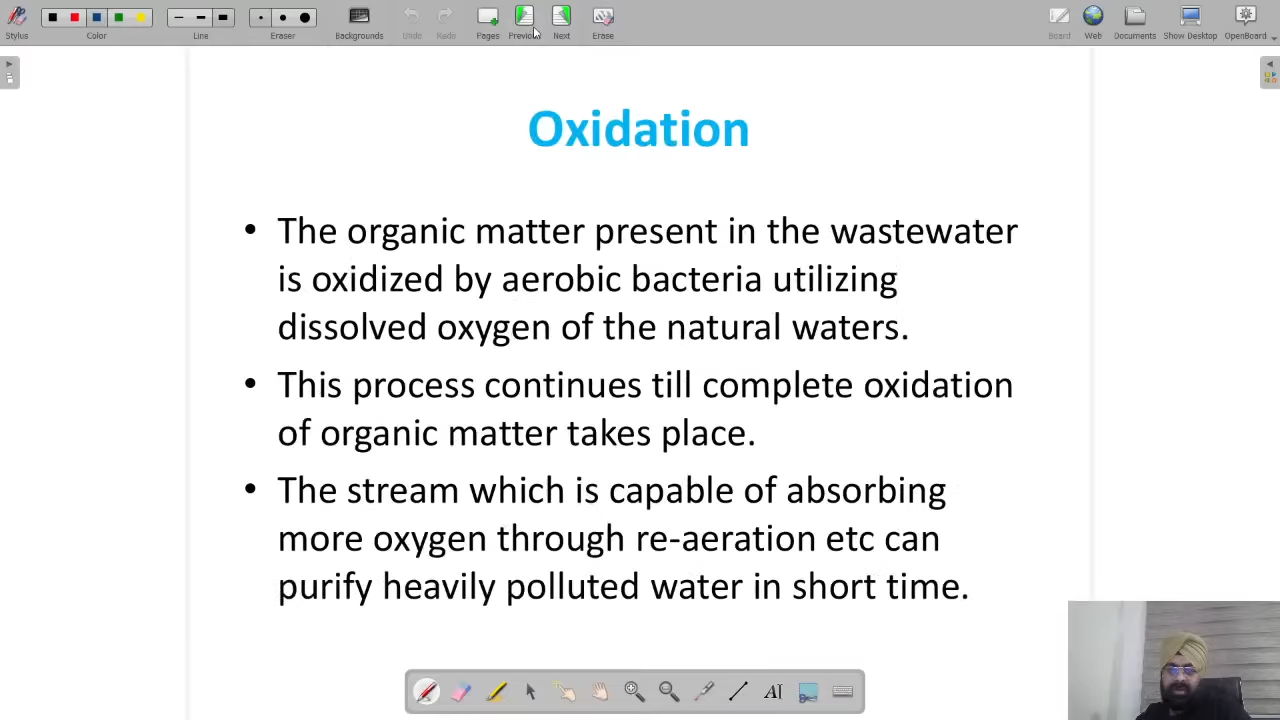 Stylus
Color
Line
Eraser
Backgrounds
Undo
Redo
Pages
Previous
Next
Erase
Board
Web
Documents
Show Desktop
OpenBoard
Oxidation
• The organic matter present in the wastewater
is oxidized by aerobic bacteria utilizing
dissolved oxygen of the natural waters.
• This process continues till complete oxidation
of organic matter takes place.
• The stream which is capable of absorbing
more oxygen through re-aeration etc can
purify heavily polluted water in short time.
AI